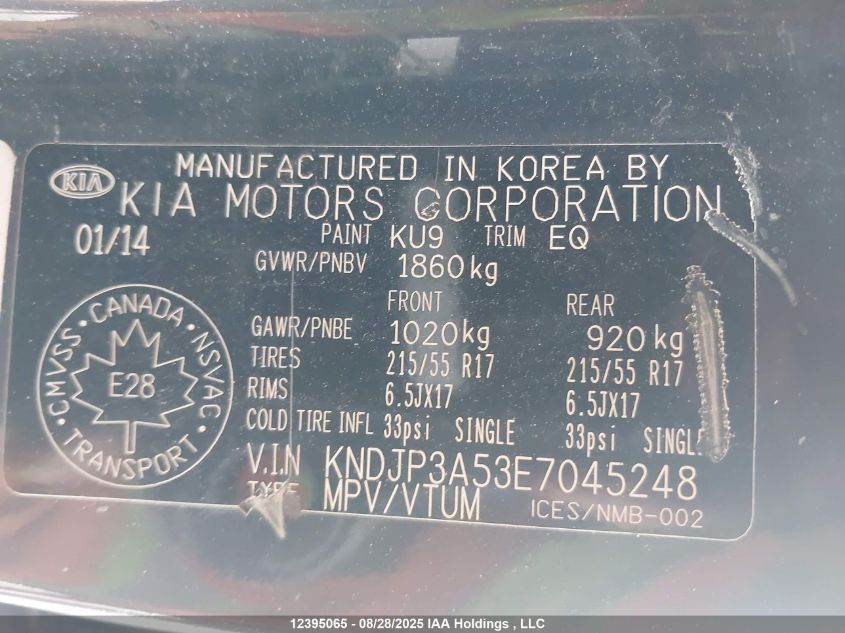 MANUFACTURED IN KOREA BY
KIA KIA MOTORS CORPORATION
01/14 PAINT KU9 TRIM EQ
GVWR/PNBV 1860kg
FRONT REAR
GAWR/PNBE 1020kg 920kg
TIRES 215/55 R17 215/55 R17
RIMS 6.5JX17 6.5JX17
COLD TIRE INFL 33psi SINGLE 33psi SINGLE
V.I.N KNDJP3A53E7045248
TYPE MPV/VTUM
ICES/NMB-002
CMVSS • CANADA • NSVAC • TRANSPORT •
E28
12395065 - 08/28/2025 IAA Holdings , LLC